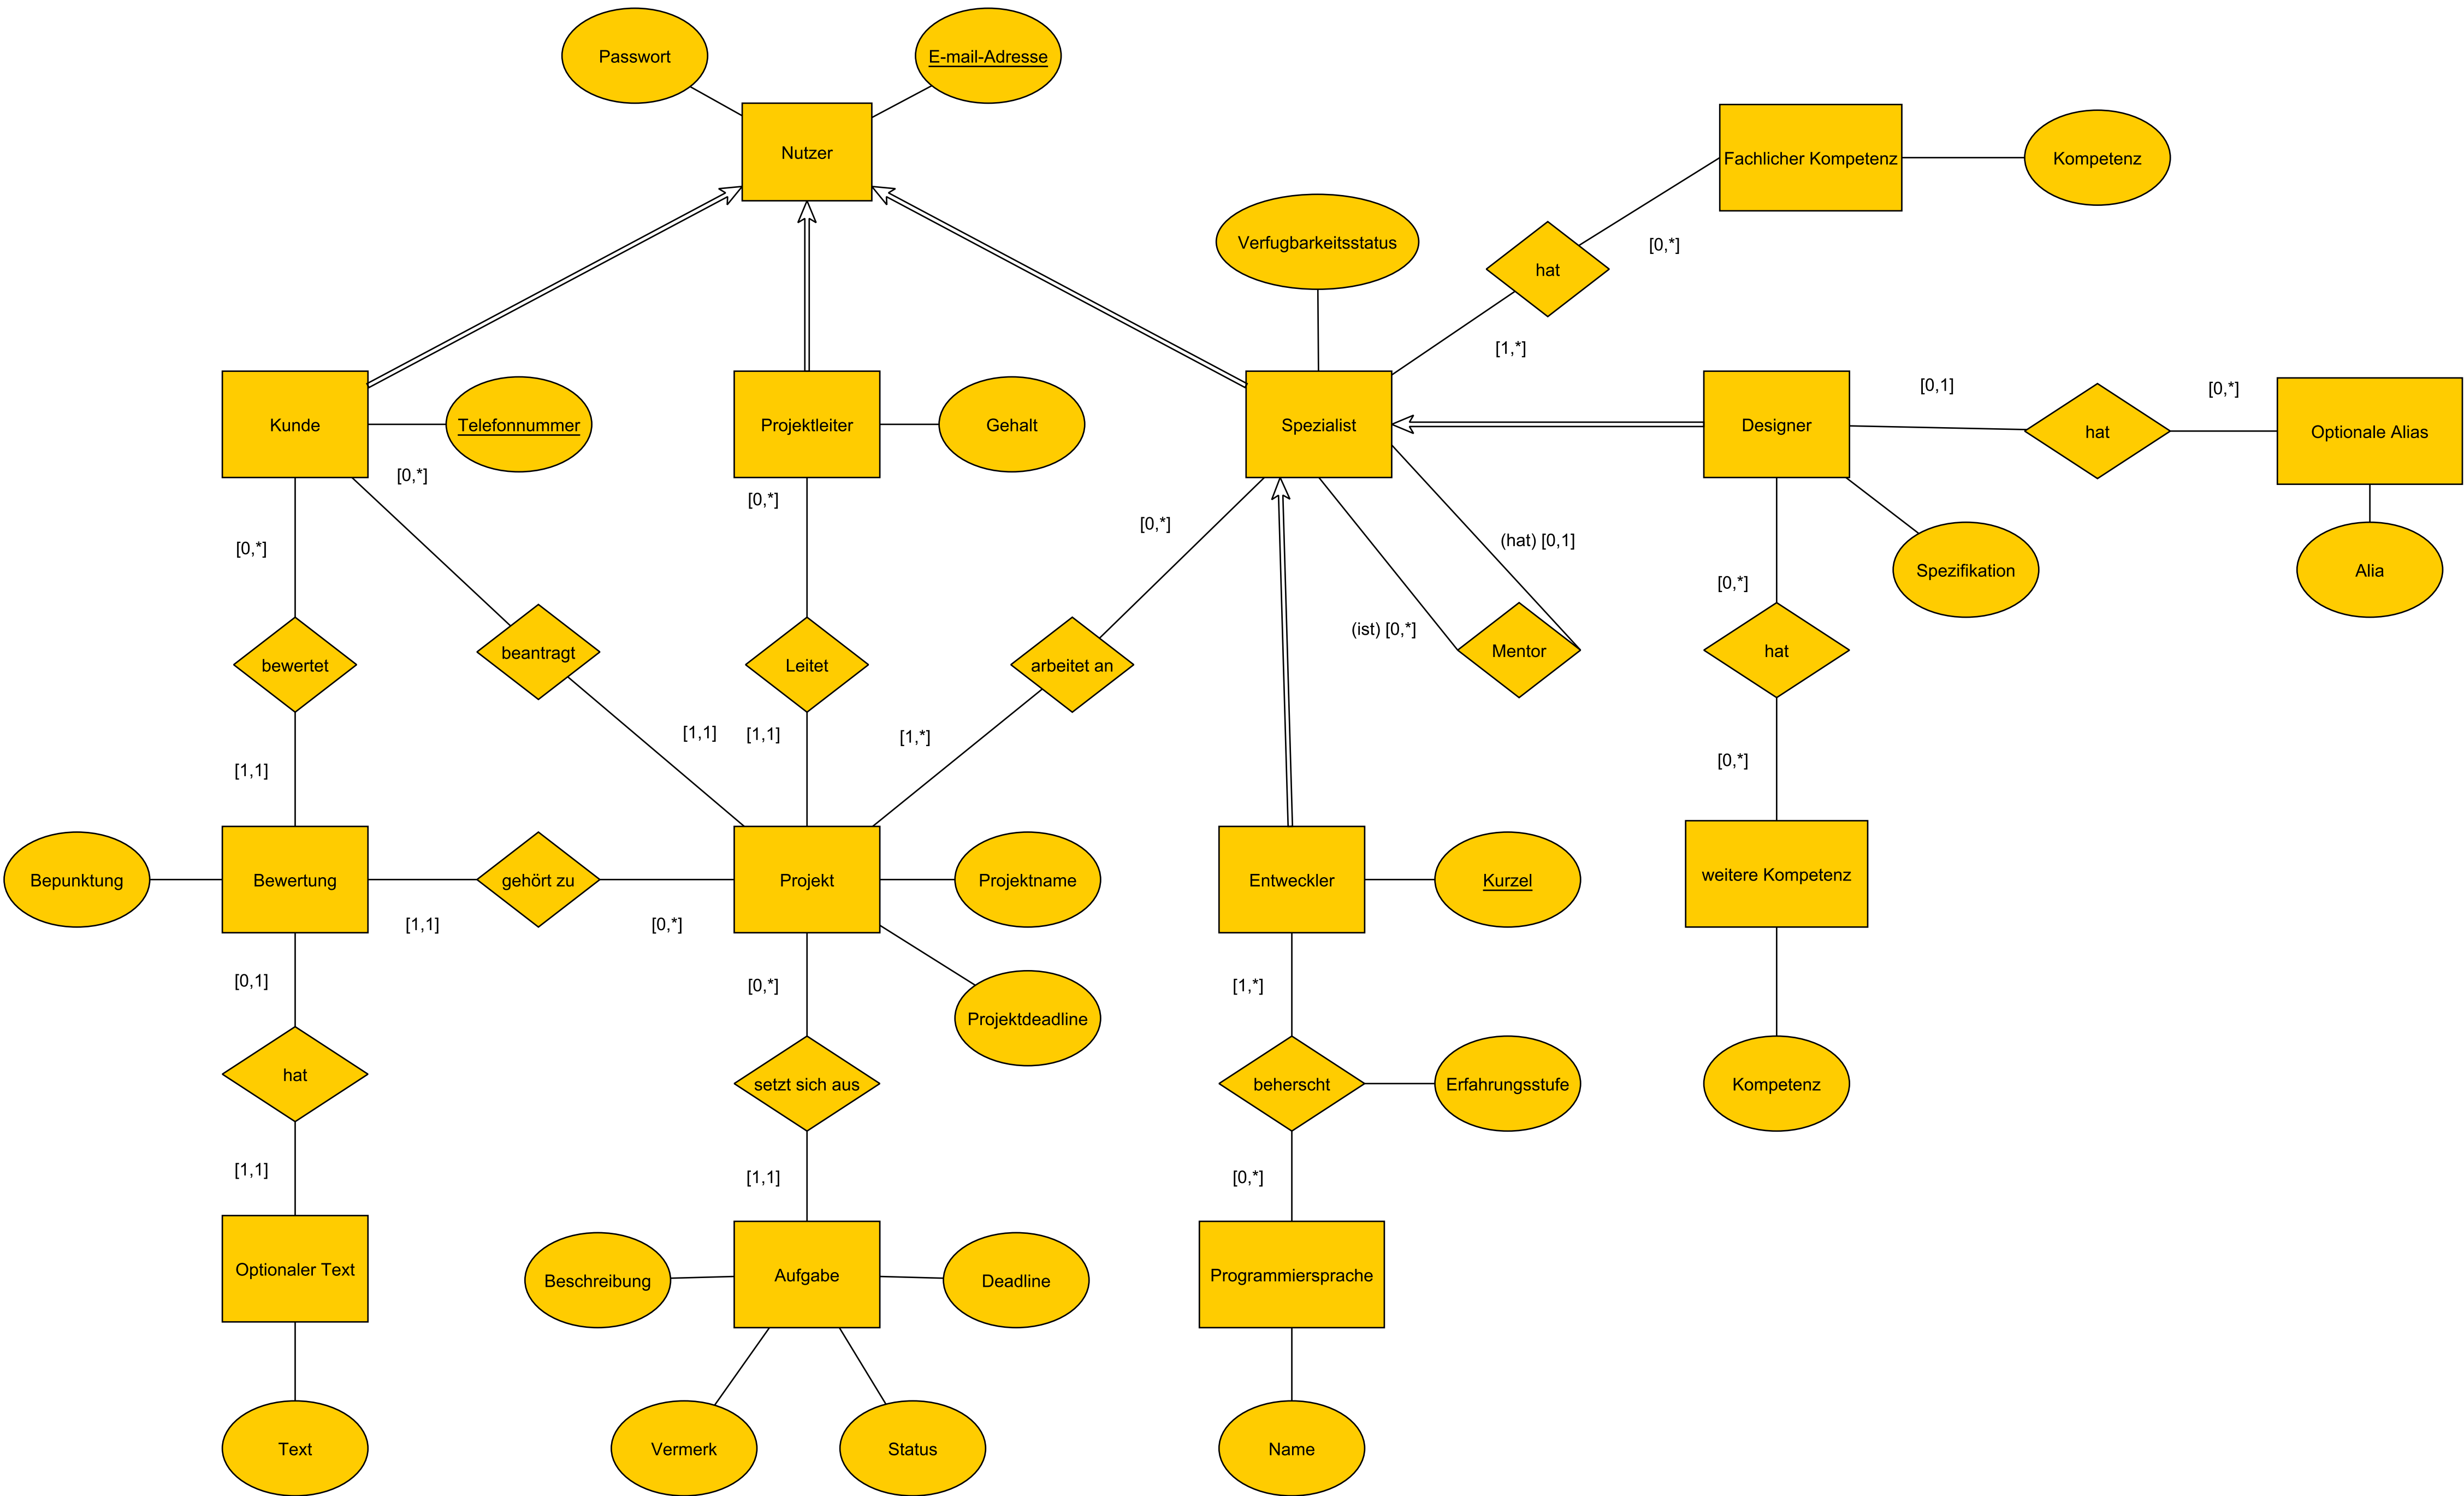 Passwort
E-mail-Adresse
Nutzer
Fachlicher Kompetenz
Kompetenz
Verfugbarkeitsstatus
[0,*]
hat
[1,*]
Kunde
Telefonnummer
Projektleiter
Gehalt
Spezialist
Designer
[0,1]
hat
[0,*]
Optionale Alias
[0,*]
[0,*]
[0,*]
[0,*]
(hat) [0,1]
[0,*]
Spezifikation
Alia
(ist) [0,*]
bewertet
beantragt
Leitet
arbeitet an
Mentor
hat
[1,1]
[1,1]
[1,1]
[1,*]
[0,*]
Bepunktung
Bewertung
gehört zu
Projekt
Projektname
Entweckler
Kurzel
weitere Kompetenz
[1,1]
[0,*]
[0,1]
[0,*]
Projektdeadline
[1,*]
hat
setzt sich aus
beherscht
Erfahrungsstufe
Kompetenz
[1,1]
[1,1]
[0,*]
Optionaler Text
Beschreibung
Aufgabe
Deadline
Programmiersprache
Text
Vermerk
Status
Name